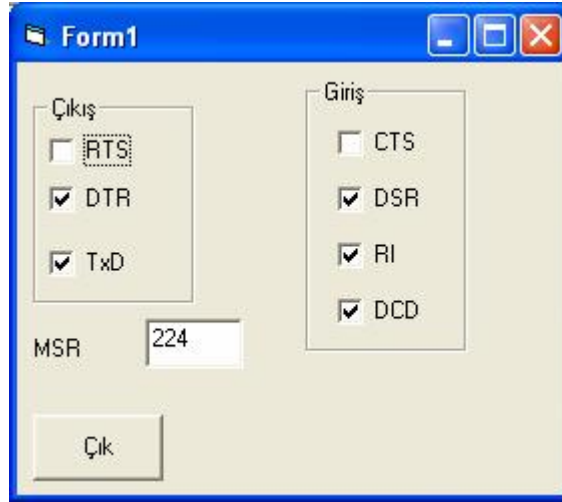 Form1
Çıkış
RTS
DTR
TxD
MSR
224
Çık
Giriş
CTS
DSR
RI
DCD